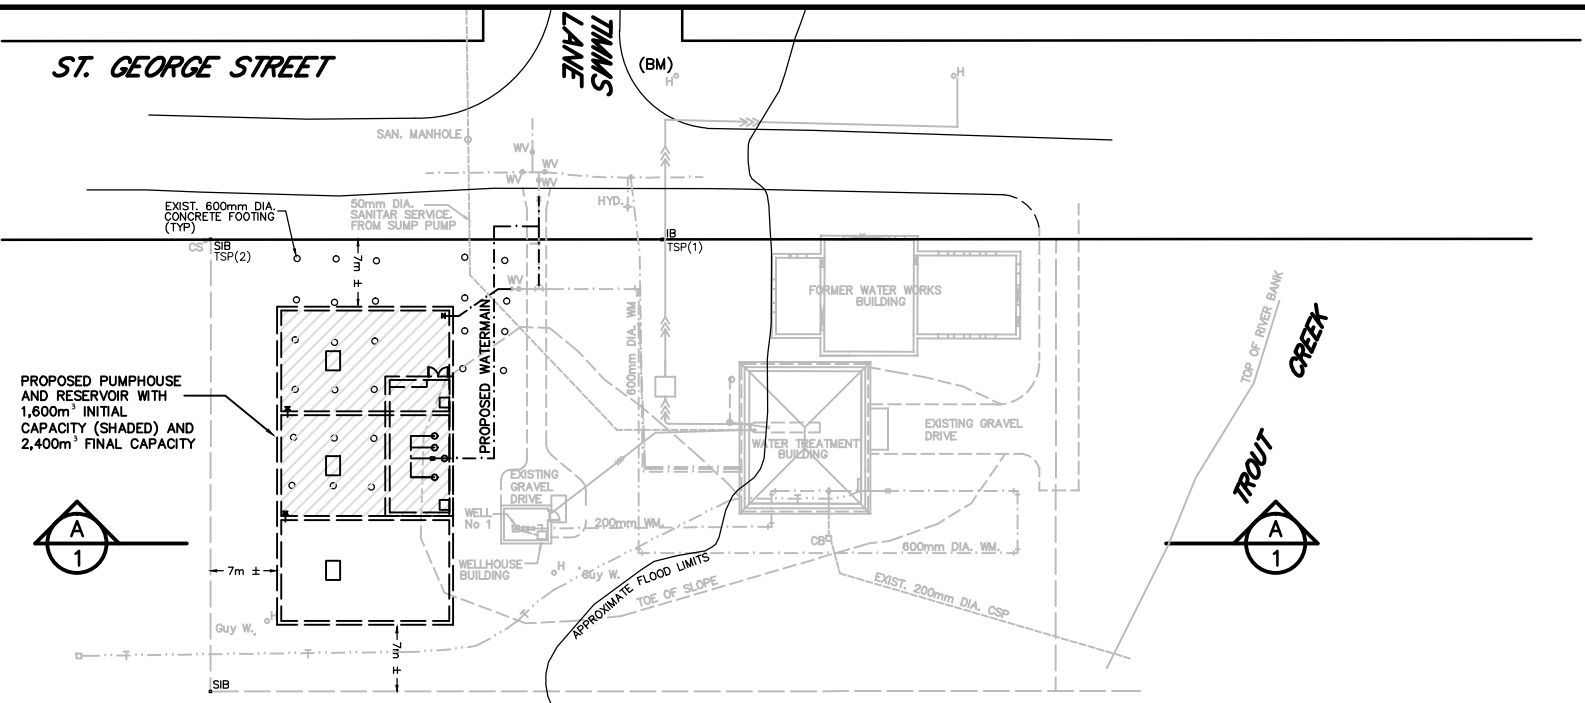 TIMMS
LANE
ST. GEORGE STREET
(BM)
H
H
SAN. MANHOLE
WV
WV
WV
WV
HYD.
EXIST. 600mm DIA.
CONCRETE FOOTING
(TYP)
50mm DIA.
SANITAR SERVICE.
FROM SUMP PUMP
CS
SIB
TSP(2)
IB
TSP(1)
7m ±
WV
FORMER WATER WORKS
BUILDING
TOP OF RIVER BANK
TROUT CREEK
600mm DIA. WM
PROPOSED WATERMAIN
PROPOSED PUMPHOUSE
AND RESERVOIR WITH
1,600m³ INITIAL
CAPACITY (SHADED) AND
2,400m³ FINAL CAPACITY
EXISTING GRAVEL
DRIVE
WATER TREATMENT
BUILDING
EXISTING
GRAVEL
DRIVE
WELL
No 1
200mm WM.
A
1
A
1
CB
600mm DIA. WM.
WELLHOUSE
BUILDING
H
Guy W.
7m ±
APPROXIMATE FLOOD LIMITS
TOE OF SLOPE
EXIST. 200mm DIA. CSP
H
Guy W.
7m ±
SIB